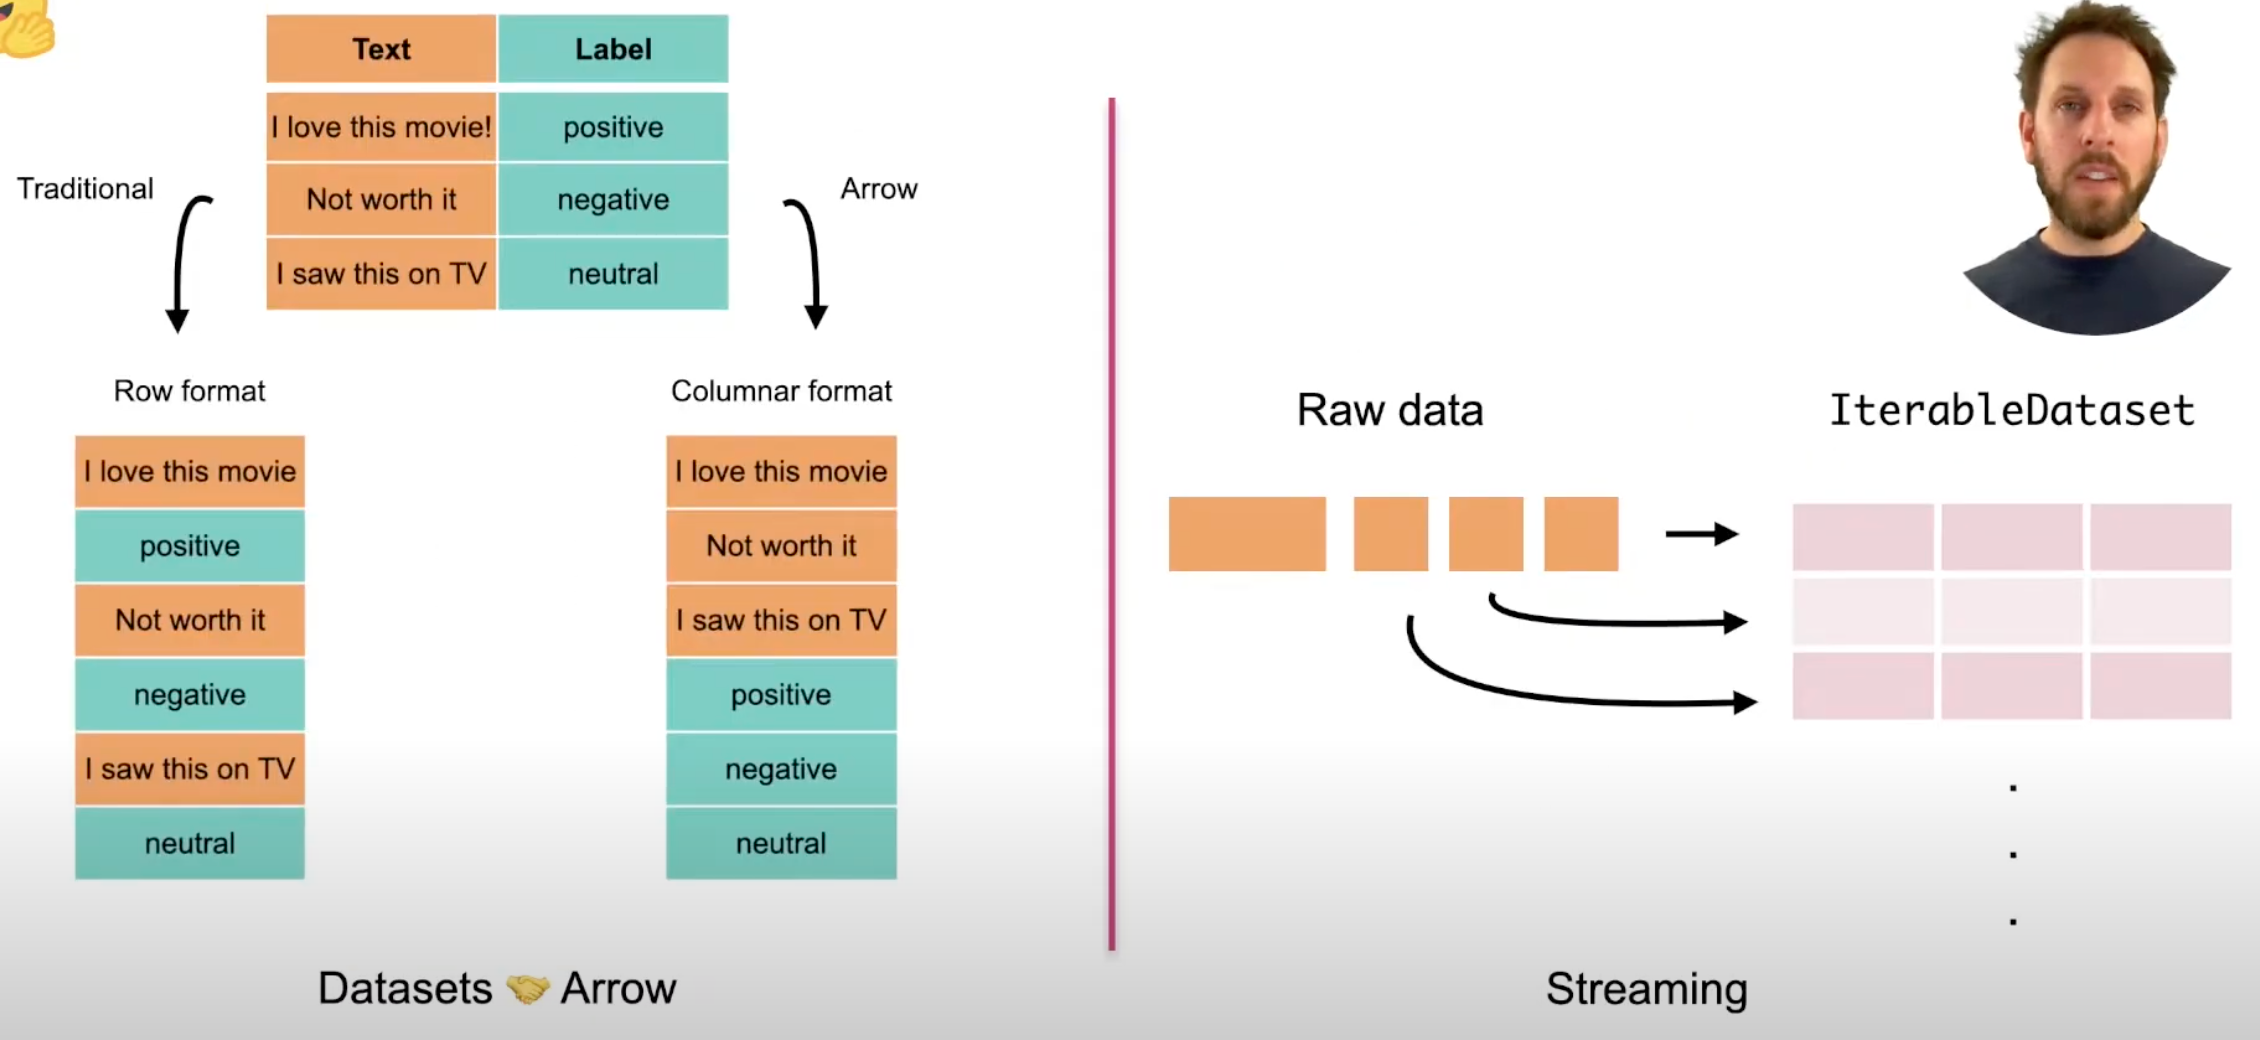 Text Label
I love this movie! positive
Not worth it negative
I saw this on TV neutral
Traditional
Arrow
Row format
I love this movie
positive
Not worth it
negative
I saw this on TV
neutral
Columnar format
I love this movie
Not worth it
I saw this on TV
positive
negative
neutral
Datasets 🤝 Arrow
Raw data
IterableDataset
.
.
.
Streaming